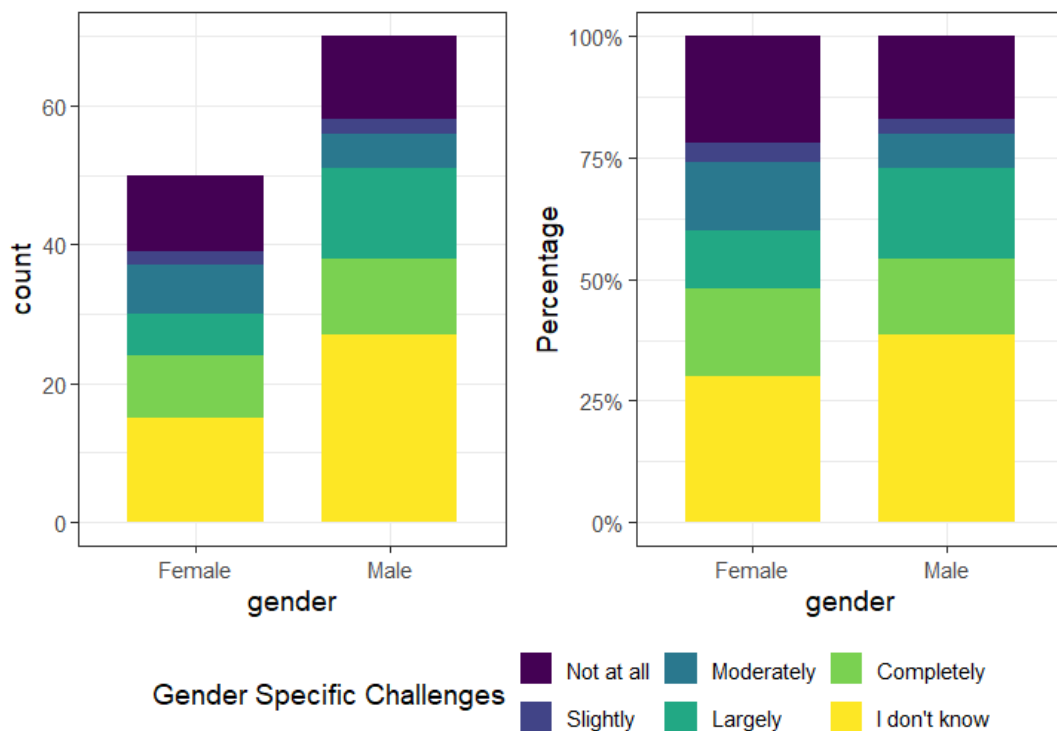 count
60
40
20
0
Female
Male
gender
Percentage
100%
75%
50%
25%
0%
Female
Male
gender
Gender Specific Challenges
Not at all
Moderately
Completely
Slightly
Largely
I don't know